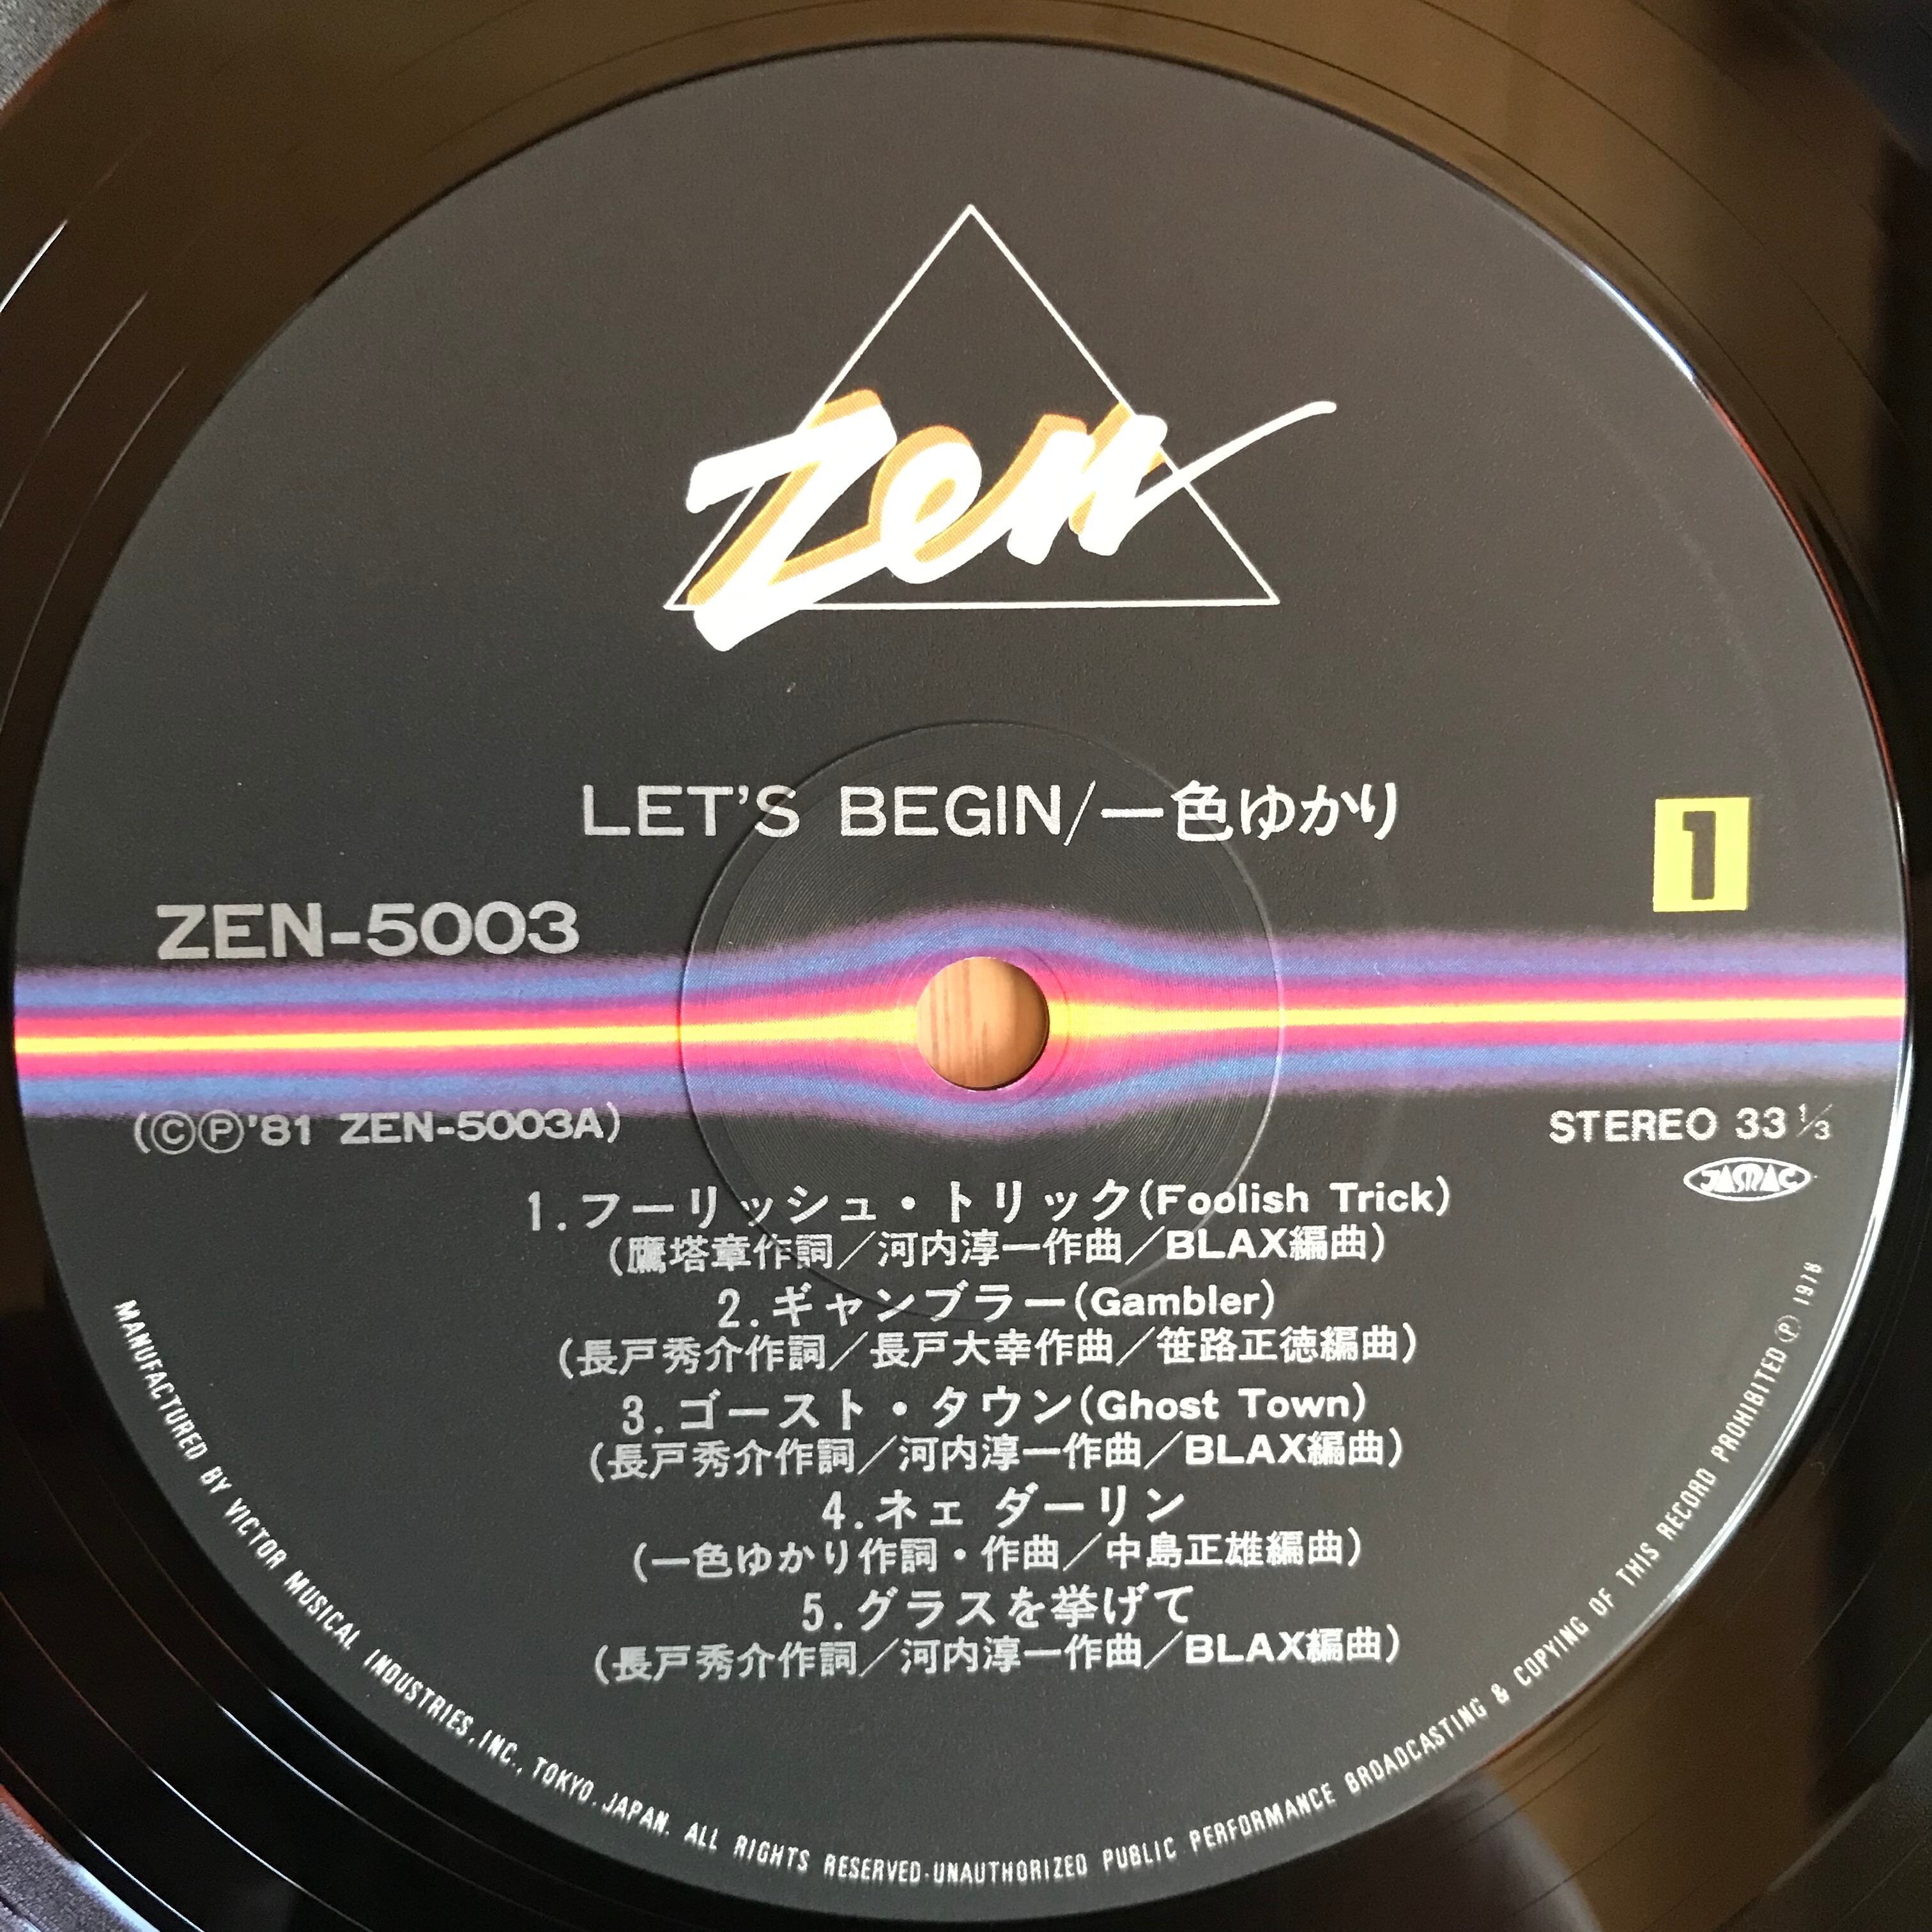 Zen
LET'S BEGIN/一色ゆかり
1
ZEN-5003
(©℗'81 ZEN-5003A)
STEREO 33 1/3
JASRAC
1.フーリッシュ・トリック(Foolish Trick)
(鷹塔章作詞／河内淳一作曲／BLAX編曲)
2.ギャンブラー(Gambler)
(長戸秀介作詞／長戸大幸作曲／笹路正徳編曲)
3.ゴースト・タウン(Ghost Town)
(長戸秀介作詞／河内淳一作曲／BLAX編曲)
4.ネェ ダーリン
(一色ゆかり作詞・作曲／中島正雄編曲)
5.グラスを挙げて
(長戸秀介作詞／河内淳一作曲／BLAX編曲)
MANUFACTURED BY VICTOR MUSICAL INDUSTRIES,INC., TOKYO.JAPAN. ALL RIGHTS RESERVED-UNAUTHORIZED PUBLIC PERFORMANCE BROADCASTING & COPYING OF THIS RECORD PROHIBITED ℗ 1978